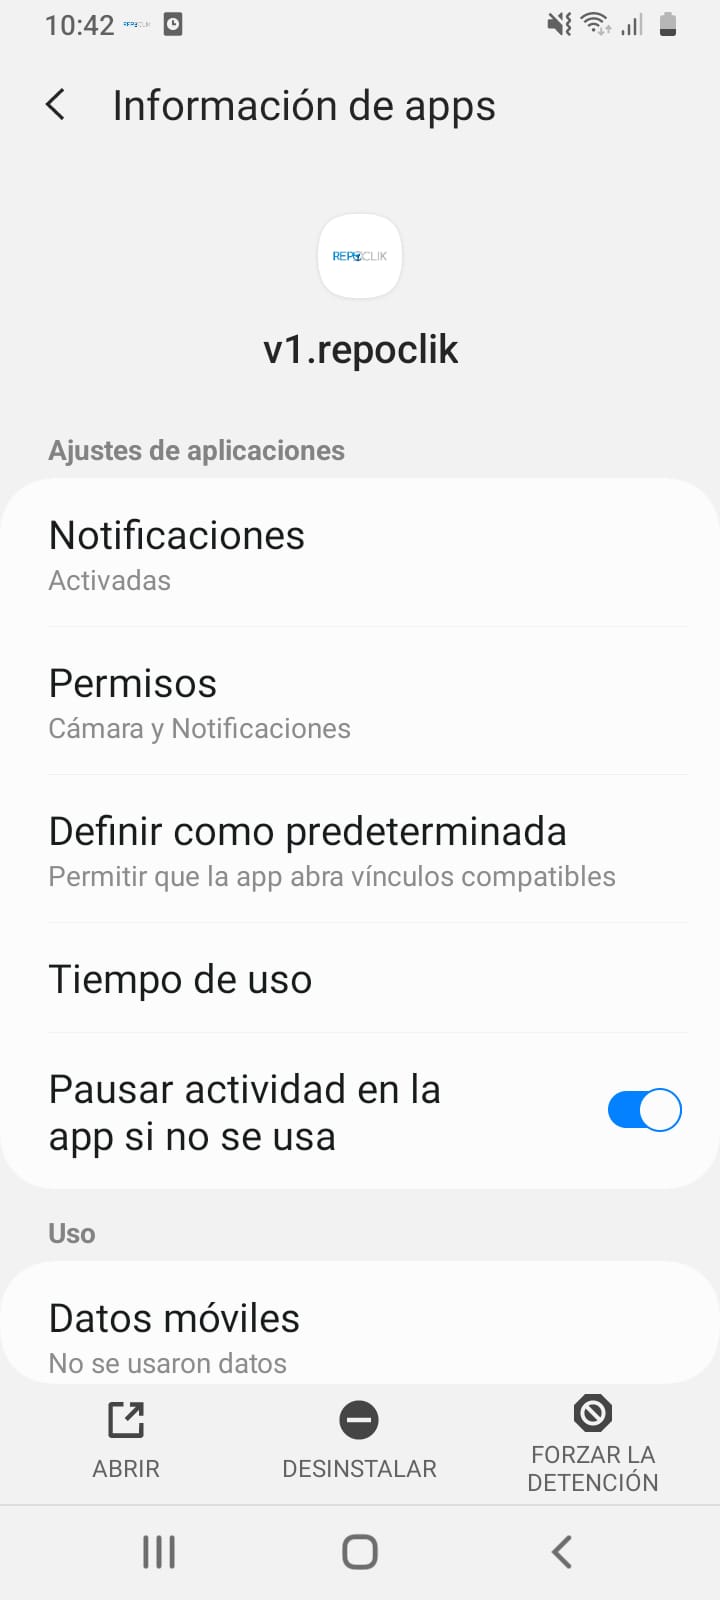 10:42
Información de apps
REPOCLIK
v1.repoclik
Ajustes de aplicaciones
Notificaciones
Activadas
Permisos
Cámara y Notificaciones
Definir como predeterminada
Permitir que la app abra vínculos compatibles
Tiempo de uso
Pausar actividad en la
app si no se usa
Uso
Datos móviles
No se usaron datos
ABRIR
DESINSTALAR
FORZAR LA
DETENCIÓN